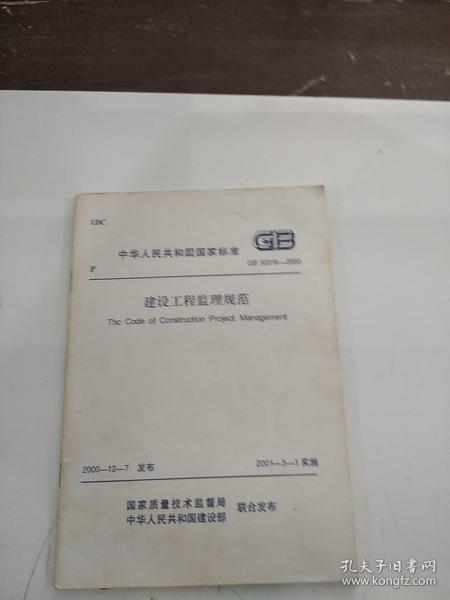 UDC
中华人民共和国国家标准
GB
P
GB 50319—2000
建设工程监理规范
The Code of Construction Project Management
2000—12—7 发布
2001—5—1 实施
国家质量技术监督局
中华人民共和国建设部
联合发布
孔夫子旧书网
www.kongfz.com